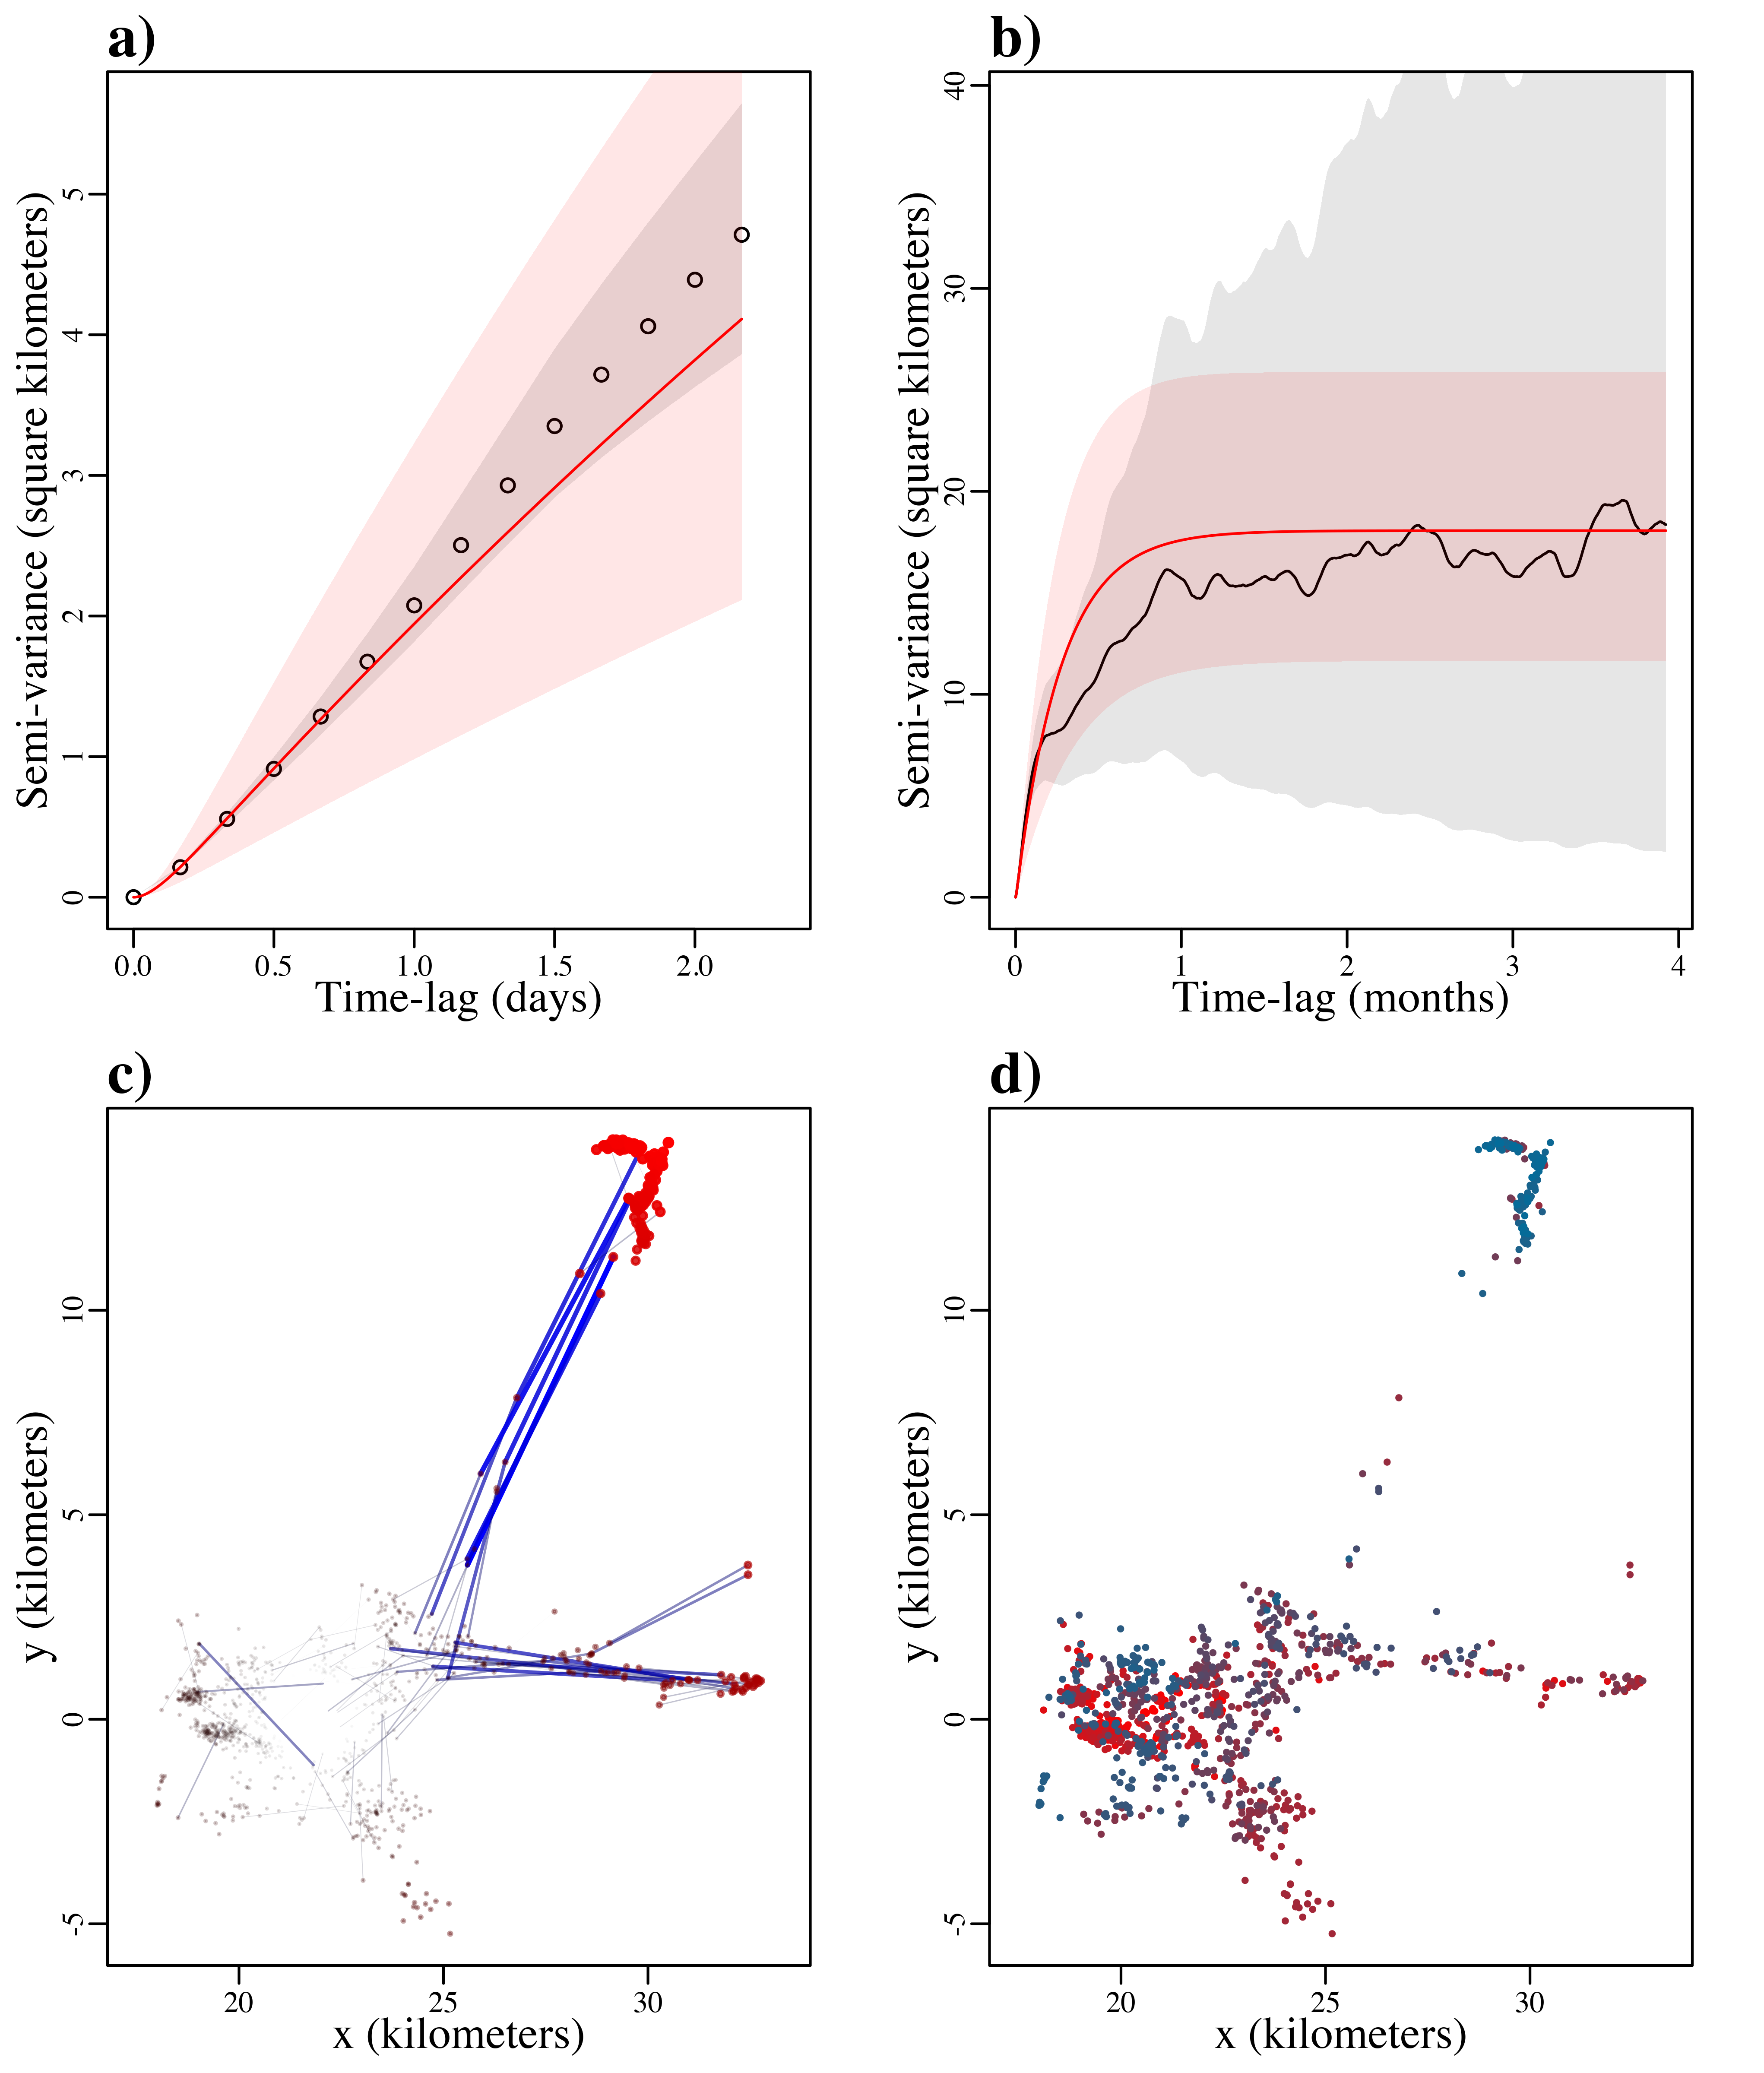 a)
Semi-variance (square kilometers)
0 1 2 3 4 5
0.0 0.5 1.0 1.5 2.0
Time-lag (days)
b)
Semi-variance (square kilometers)
0 10 20 30 40
0 1 2 3 4
Time-lag (months)
c)
y (kilometers)
-5 0 5 10
20 25 30
x (kilometers)
d)
y (kilometers)
-5 0 5 10
20 25 30
x (kilometers)